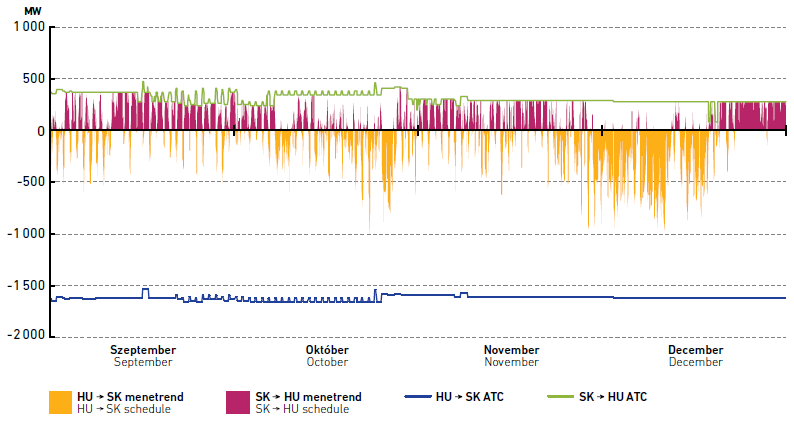 MW
1 000
500
0
-500
-1 000
-1 500
-2 000
Szeptember Október November December
September October November December
HU → SK menetrend SK → HU menetrend HU → SK ATC SK → HU ATC
HU → SK schedule SK → HU schedule